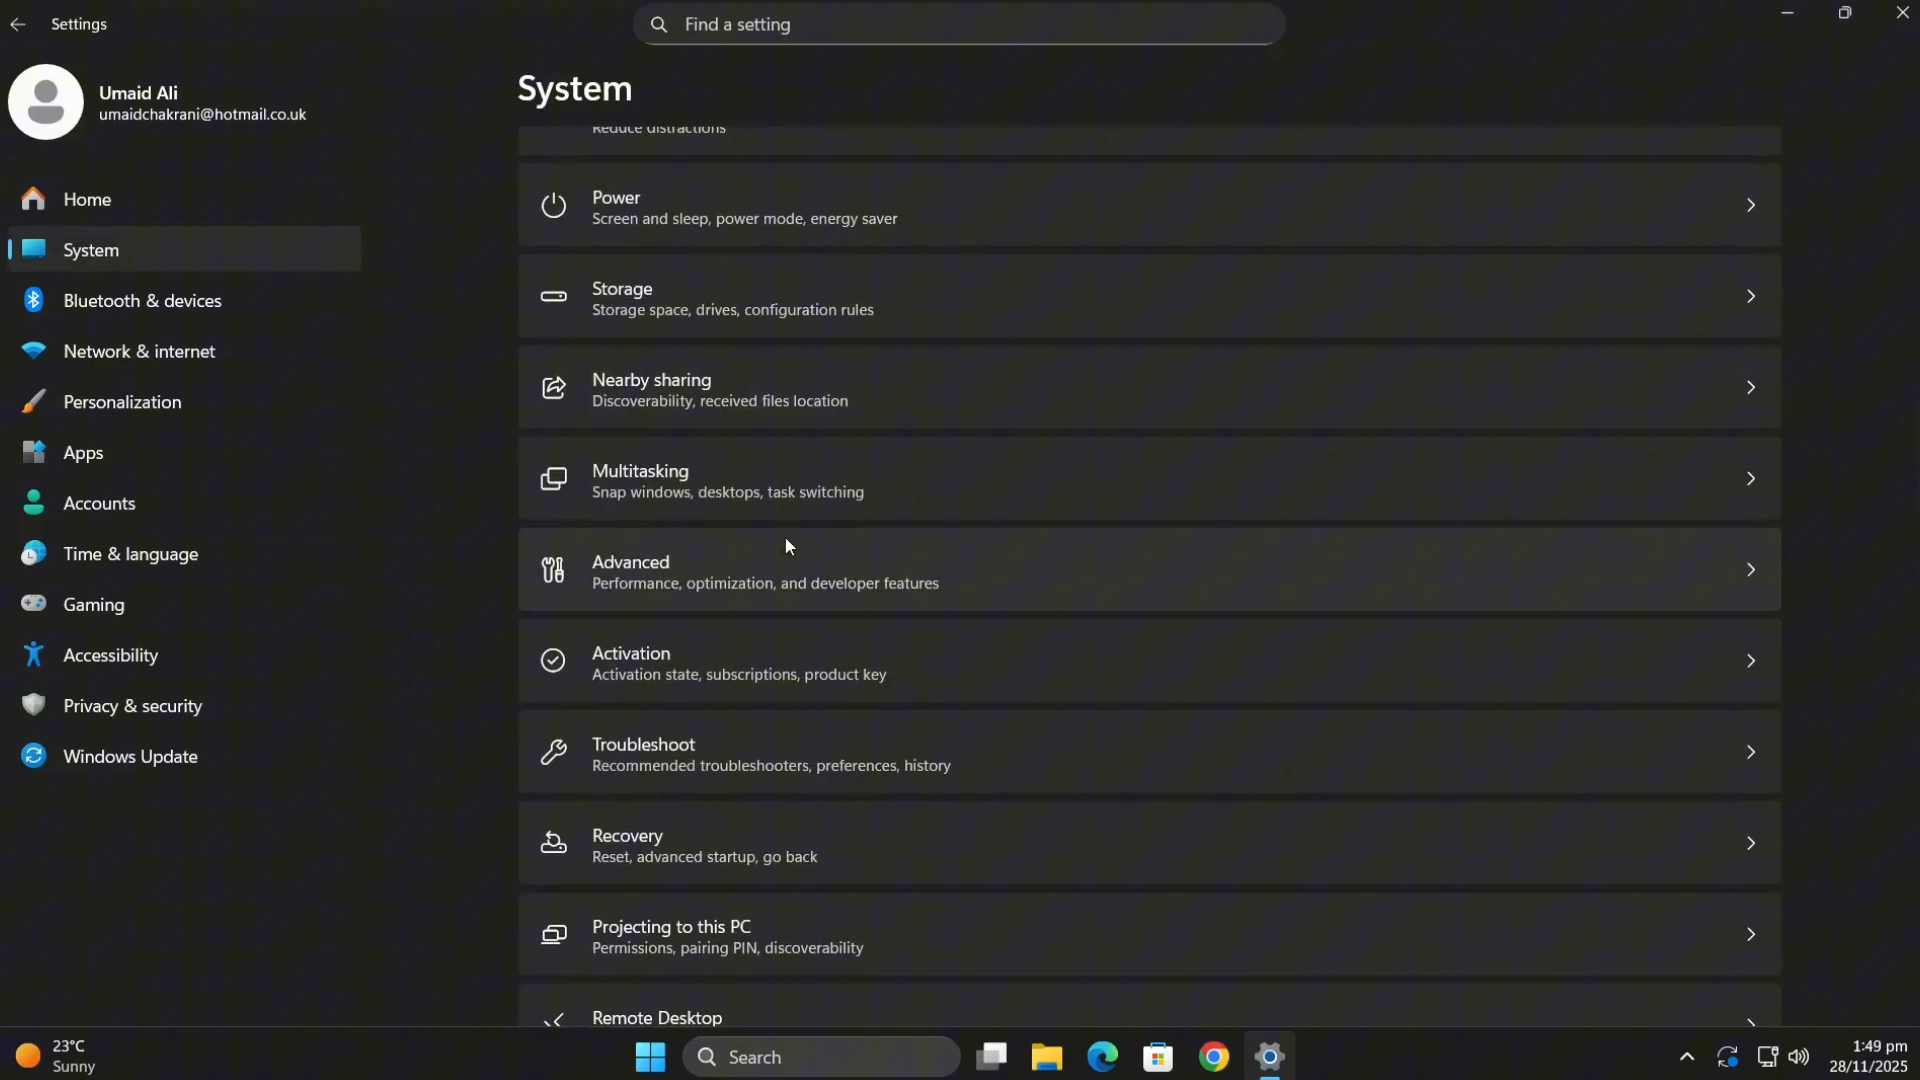 Settings
Find a setting
Umaid Ali
umaidchakrani@hotmail.co.uk
Home
System
Bluetooth & devices
Network & internet
Personalization
Apps
Accounts
Time & language
Gaming
Accessibility
Privacy & security
Windows Update
System
Reduce distractions
Power
Screen and sleep, power mode, energy saver
Storage
Storage space, drives, configuration rules
Nearby sharing
Discoverability, received files location
Multitasking
Snap windows, desktops, task switching
Advanced
Performance, optimization, and developer features
Activation
Activation state, subscriptions, product key
Troubleshoot
Recommended troubleshooters, preferences, history
Recovery
Reset, advanced startup, go back
Projecting to this PC
Permissions, pairing PIN, discoverability
Remote Desktop
23°C
Sunny
Search
1:49 pm
28/11/2025